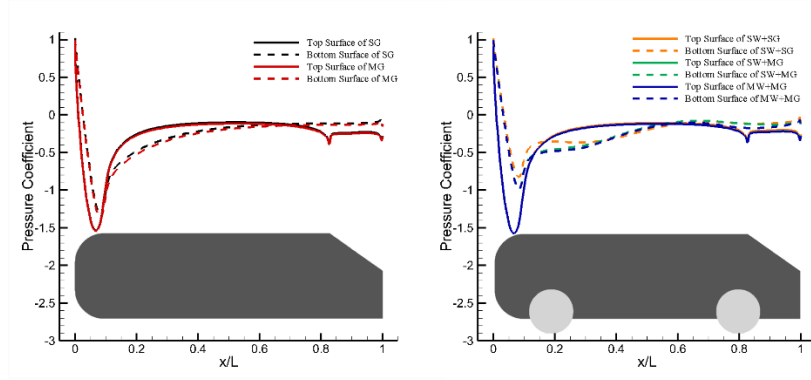 Top Surface of SG
Bottom Surface of SG
Top Surface of MG
Bottom Surface of MG
Pressure Coefficient
1
0.5
0
-0.5
-1
-1.5
-2
-2.5
-3
0
0.2
0.4
0.6
0.8
1
x/L
Top Surface of SW+SG
Bottom Surface of SW+SG
Top Surface of SW+MG
Bottom Surface of SW+MG
Top Surface of MW+MG
Bottom Surface of MW+MG
Pressure Coefficient
1
0.5
0
-0.5
-1
-1.5
-2
-2.5
-3
0
0.2
0.4
0.6
0.8
1
x/L